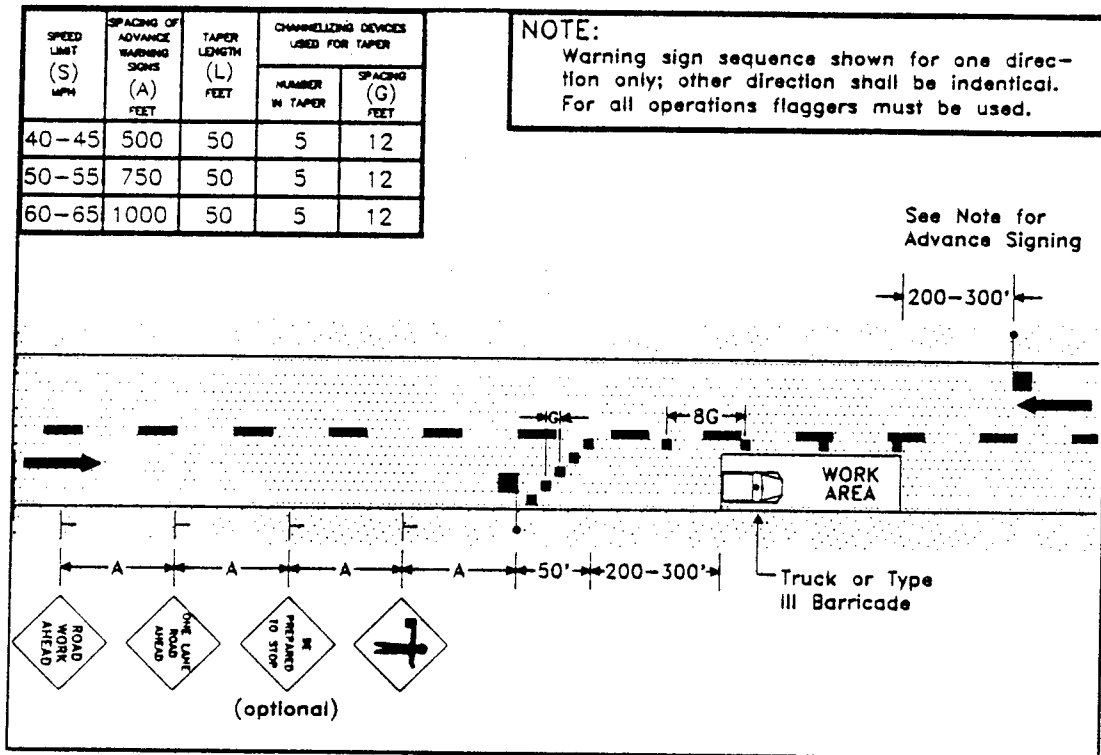 SPEED
LIMIT
(S)
MPH
SPACING OF
ADVANCE
WARNING
SIGNS
(A)
FEET
TAPER
LENGTH
(L)
FEET
CHANNELIZING DEVICES
USED FOR TAPER
NUMBER
IN TAPER
SPACING
(G)
FEET
40-45 500 50 5 12
50-55 750 50 5 12
60-65 1000 50 5 12
NOTE:
Warning sign sequence shown for one direc-
tion only; other direction shall be indentical.
For all operations flaggers must be used.
See Note for
Advance Signing
200-300'
G
8G
WORK
AREA
A A A A 50' 200-300'
Truck or Type
III Barricade
ROAD
WORK
AHEAD
ONE LANE
ROAD
AHEAD
BE
PREPARED
TO STOP
(optional)